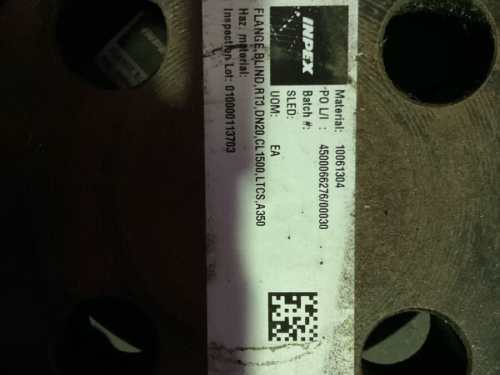 INPEX
Material: 10061304
PO L/I : 4500066276/00030
Batch #:
SLED:
UOM: EA
FLANGE,BLIND,RTJ,DN20,CL1500,LTCS,A350
Haz. material:
Inspection Lot: 010000113703